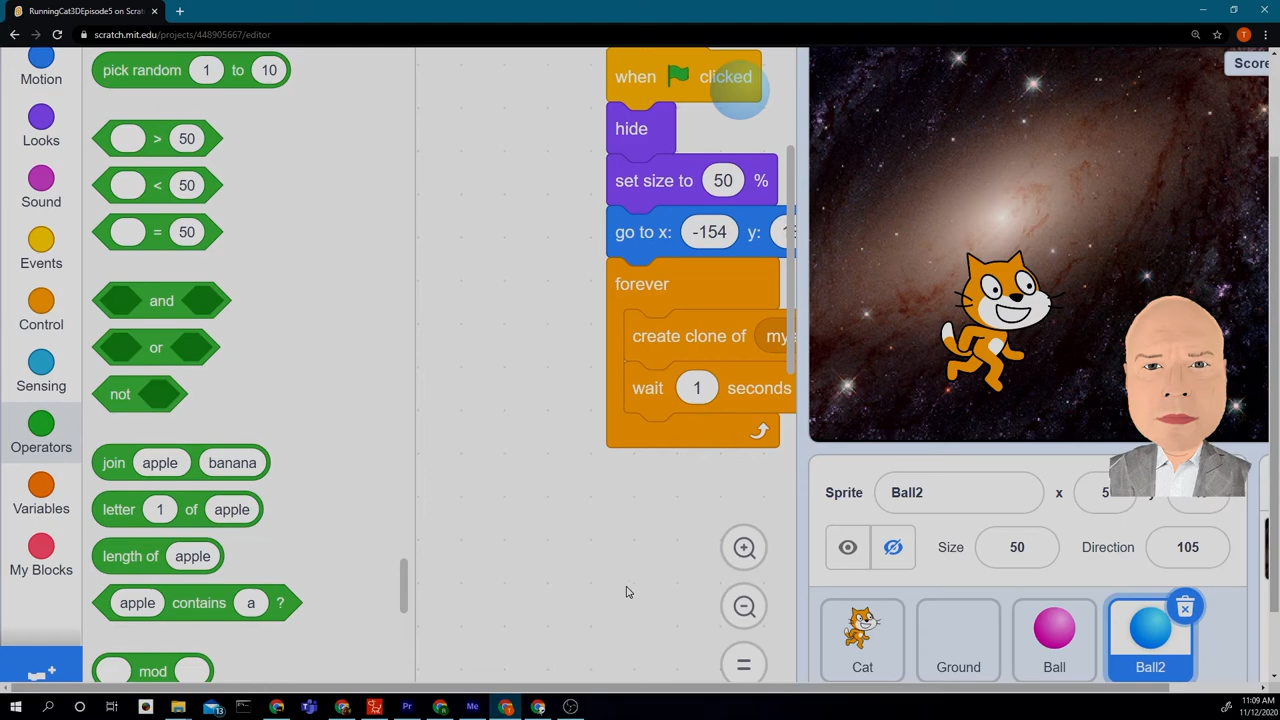 RunningCat3DEpisode5 on Scra
scratch.mit.edu/projects/448905667/editor
T
Motion
Looks
Sound
Events
Control
Sensing
Operators
Variables
My Blocks
pick random 1 to 10
> 50
< 50
= 50
and
or
not
join apple banana
letter 1 of apple
length of apple
apple contains a ?
mod
when clicked
hide
set size to 50 %
go to x: -154 y:
forever
create clone of my
wait 1 seconds
Score
Sprite Ball2 x
Size 50 Direction 105
Cat Ground Ball Ball2
Pr Me
11:09 AM
11/12/2020